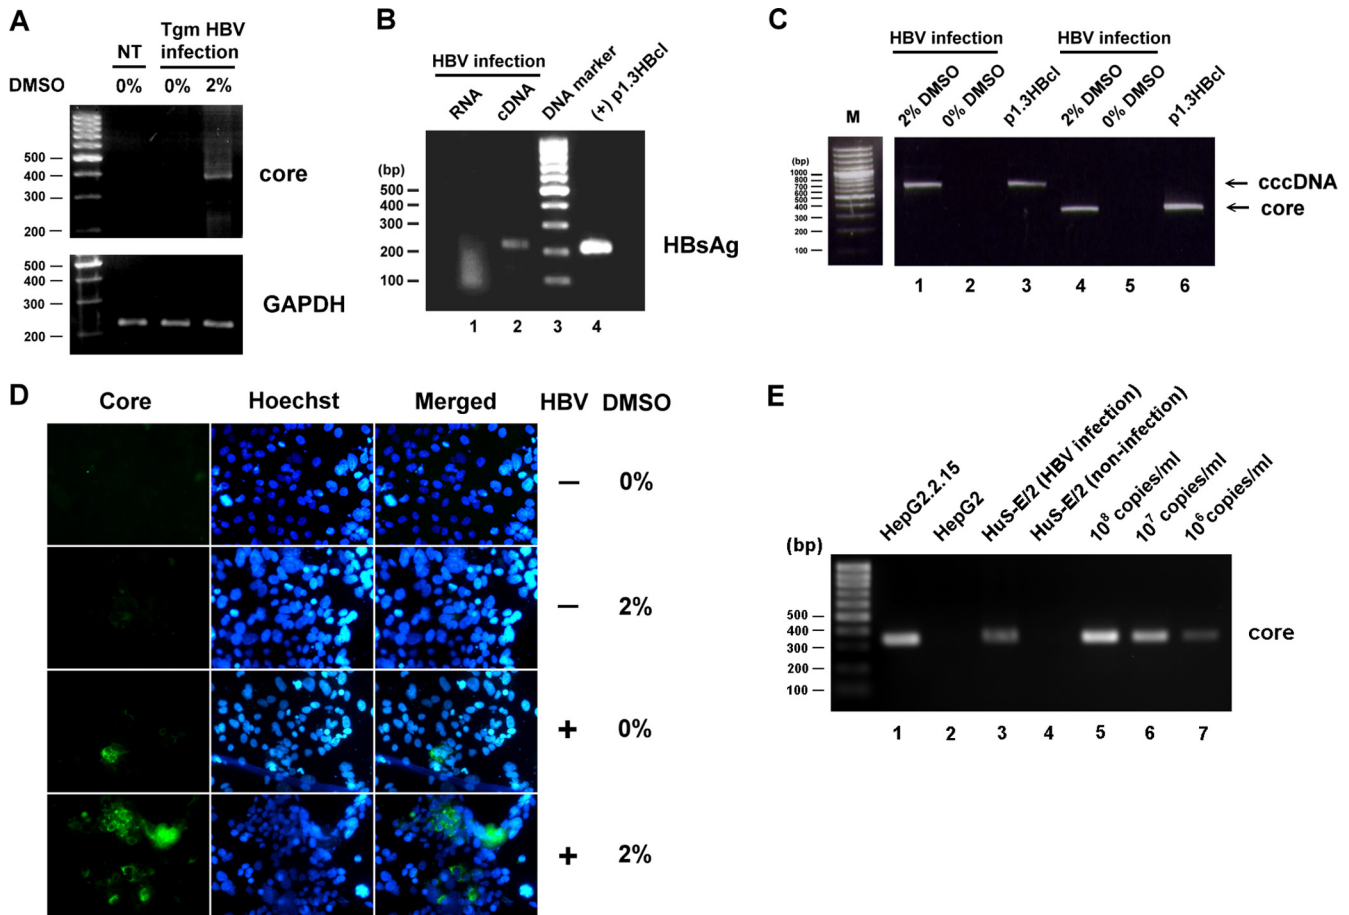 A
Tgm HBV
NT infection
DMSO 0% 0% 2%
500
400
300
200
core
500
400
300
200
GAPDH
B
HBV infection
RNA cDNA DNA marker (+) p1.3HBcl
(bp)
500
400
300
200
100
HBsAg
1 2 3 4
C
HBV infection HBV infection
M 2% DMSO 0% DMSO p1.3HBcl 2% DMSO 0% DMSO p1.3HBcl
(bp)
1000
800
700
600
500
400
300
200
100
← cccDNA
← core
1 2 3 4 5 6
D
Core Hoechst Merged HBV DMSO
− 0%
− 2%
+ 0%
+ 2%
E
HepG2.2.15 HepG2 HuS-E/2 (HBV infection) HuS-E/2 (non-infection) 10⁸ copies/ml 10⁷ copies/ml 10⁶ copies/ml
(bp)
500
400
300
200
100
core
1 2 3 4 5 6 7